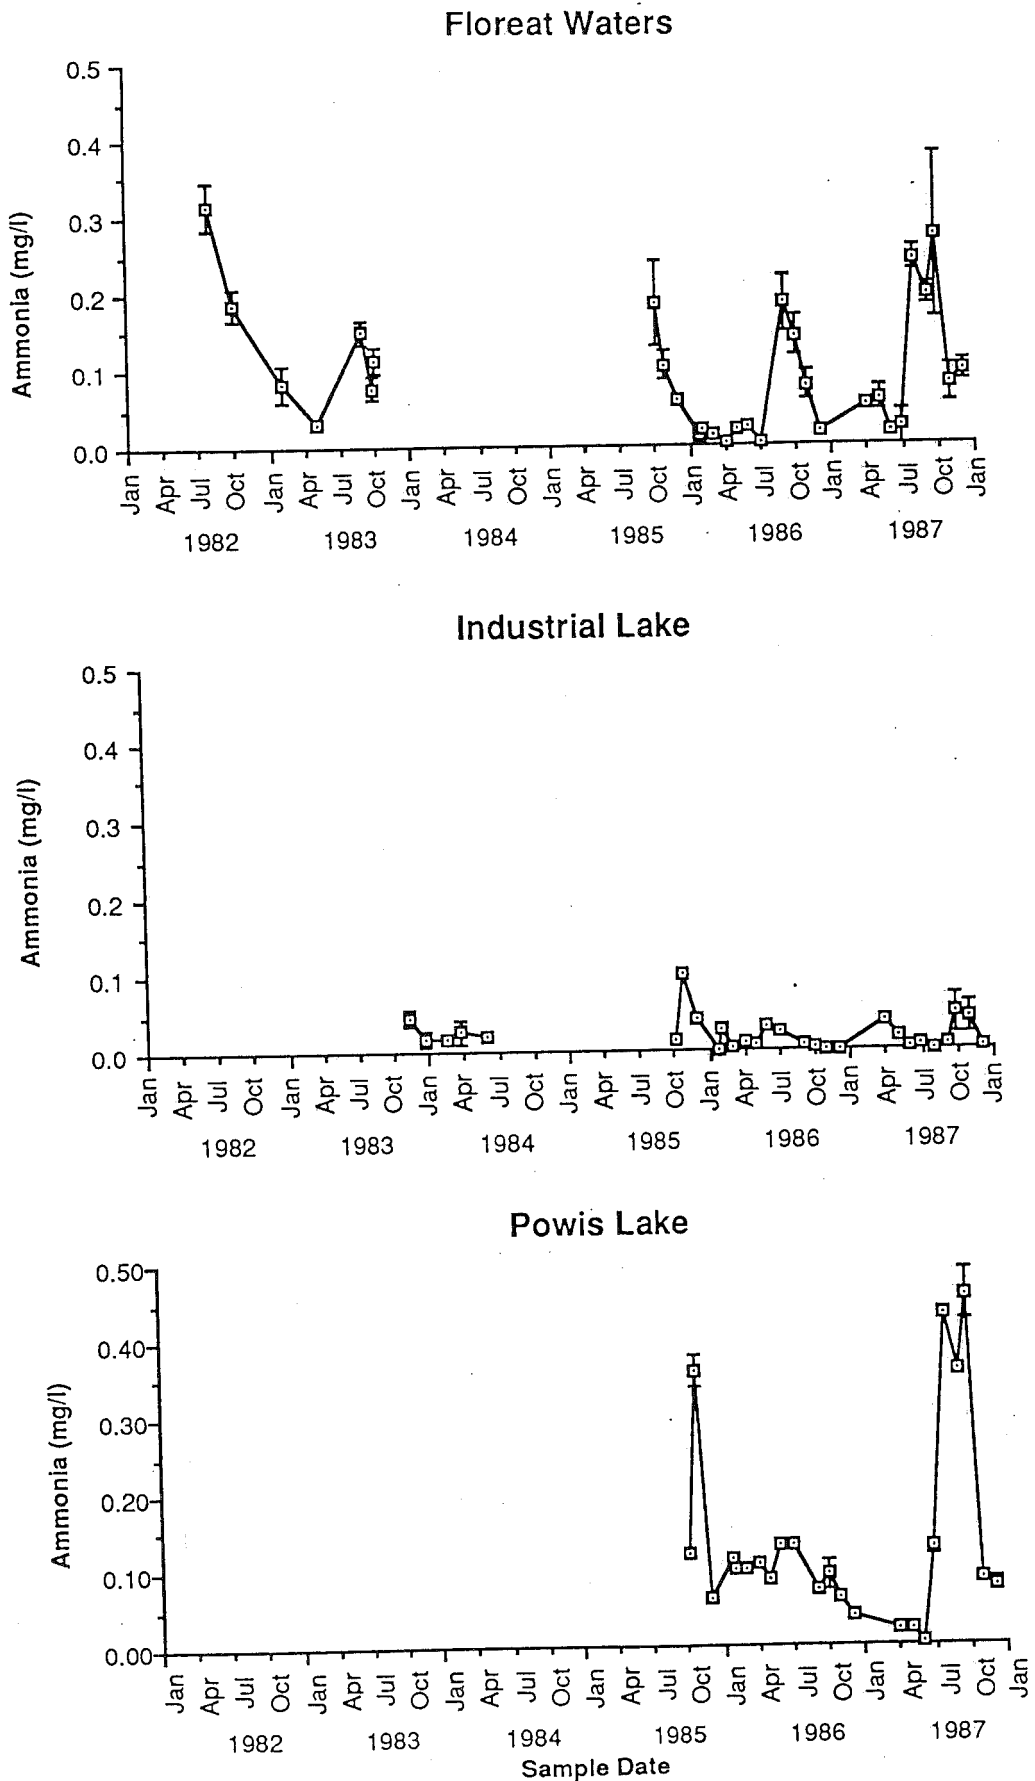 Floreat Waters
0.5
0.4
0.3
0.2
0.1
0.0
Ammonia (mg/l)
Jan Apr Jul Oct Jan Apr Jul Oct Jan Apr Jul Oct Jan Apr Jul Oct Jan Apr Jul Oct Jan Apr Jul Oct Jan
1982 1983 1984 1985 1986 1987
Industrial Lake
0.5
0.4
0.3
0.2
0.1
0.0
Ammonia (mg/l)
Jan Apr Jul Oct Jan Apr Jul Oct Jan Apr Jul Oct Jan Apr Jul Oct Jan Apr Jul Oct Jan Apr Jul Oct Jan
1982 1983 1984 1985 1986 1987
Powis Lake
0.50
0.40
0.30
0.20
0.10
0.00
Ammonia (mg/l)
Jan Apr Jul Oct Jan Apr Jul Oct Jan Apr Jul Oct Jan Apr Jul Oct Jan Apr Jul Oct Jan Apr Jul Oct Jan
1982 1983 1984 1985 1986 1987
Sample Date